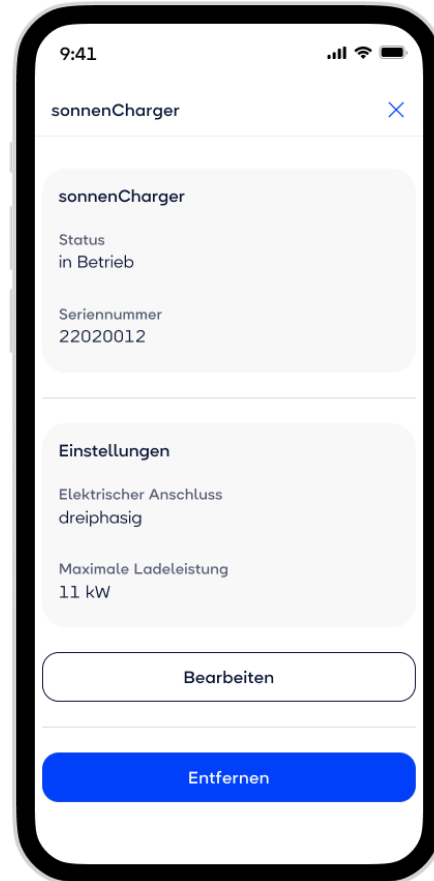 9:41
sonnenCharger
sonnenCharger
Status
in Betrieb
Seriennummer
22020012
Einstellungen
Elektrischer Anschluss
dreiphasig
Maximale Ladeleistung
11 kW
Bearbeiten
Entfernen